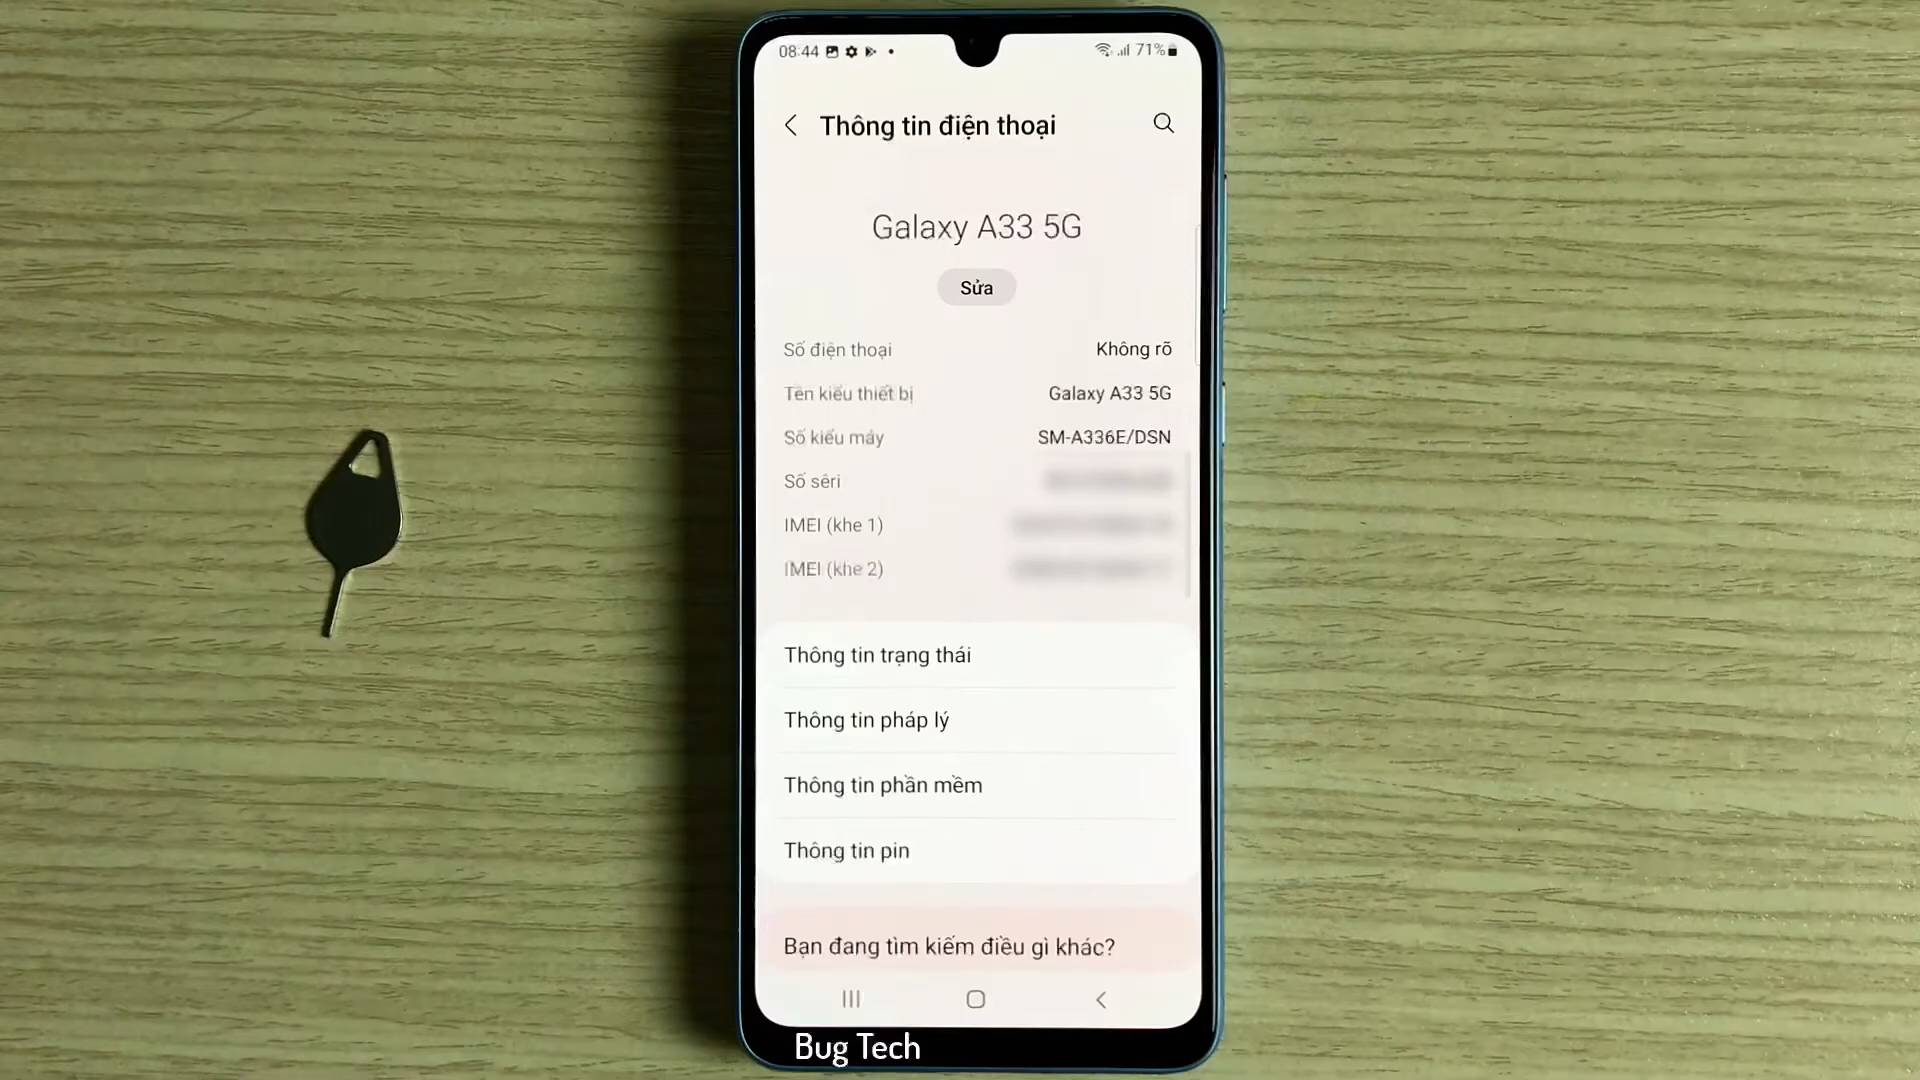 08:44 71%
Thông tin điện thoại
Galaxy A33 5G
Sửa
Số điện thoại Không rõ
Tên kiểu thiết bị Galaxy A33 5G
Số kiểu máy SM-A336E/DSN
Số sêri
IMEI (khe 1)
IMEI (khe 2)
Thông tin trạng thái
Thông tin pháp lý
Thông tin phần mềm
Thông tin pin
Bạn đang tìm kiếm điều gì khác?
Bug Tech